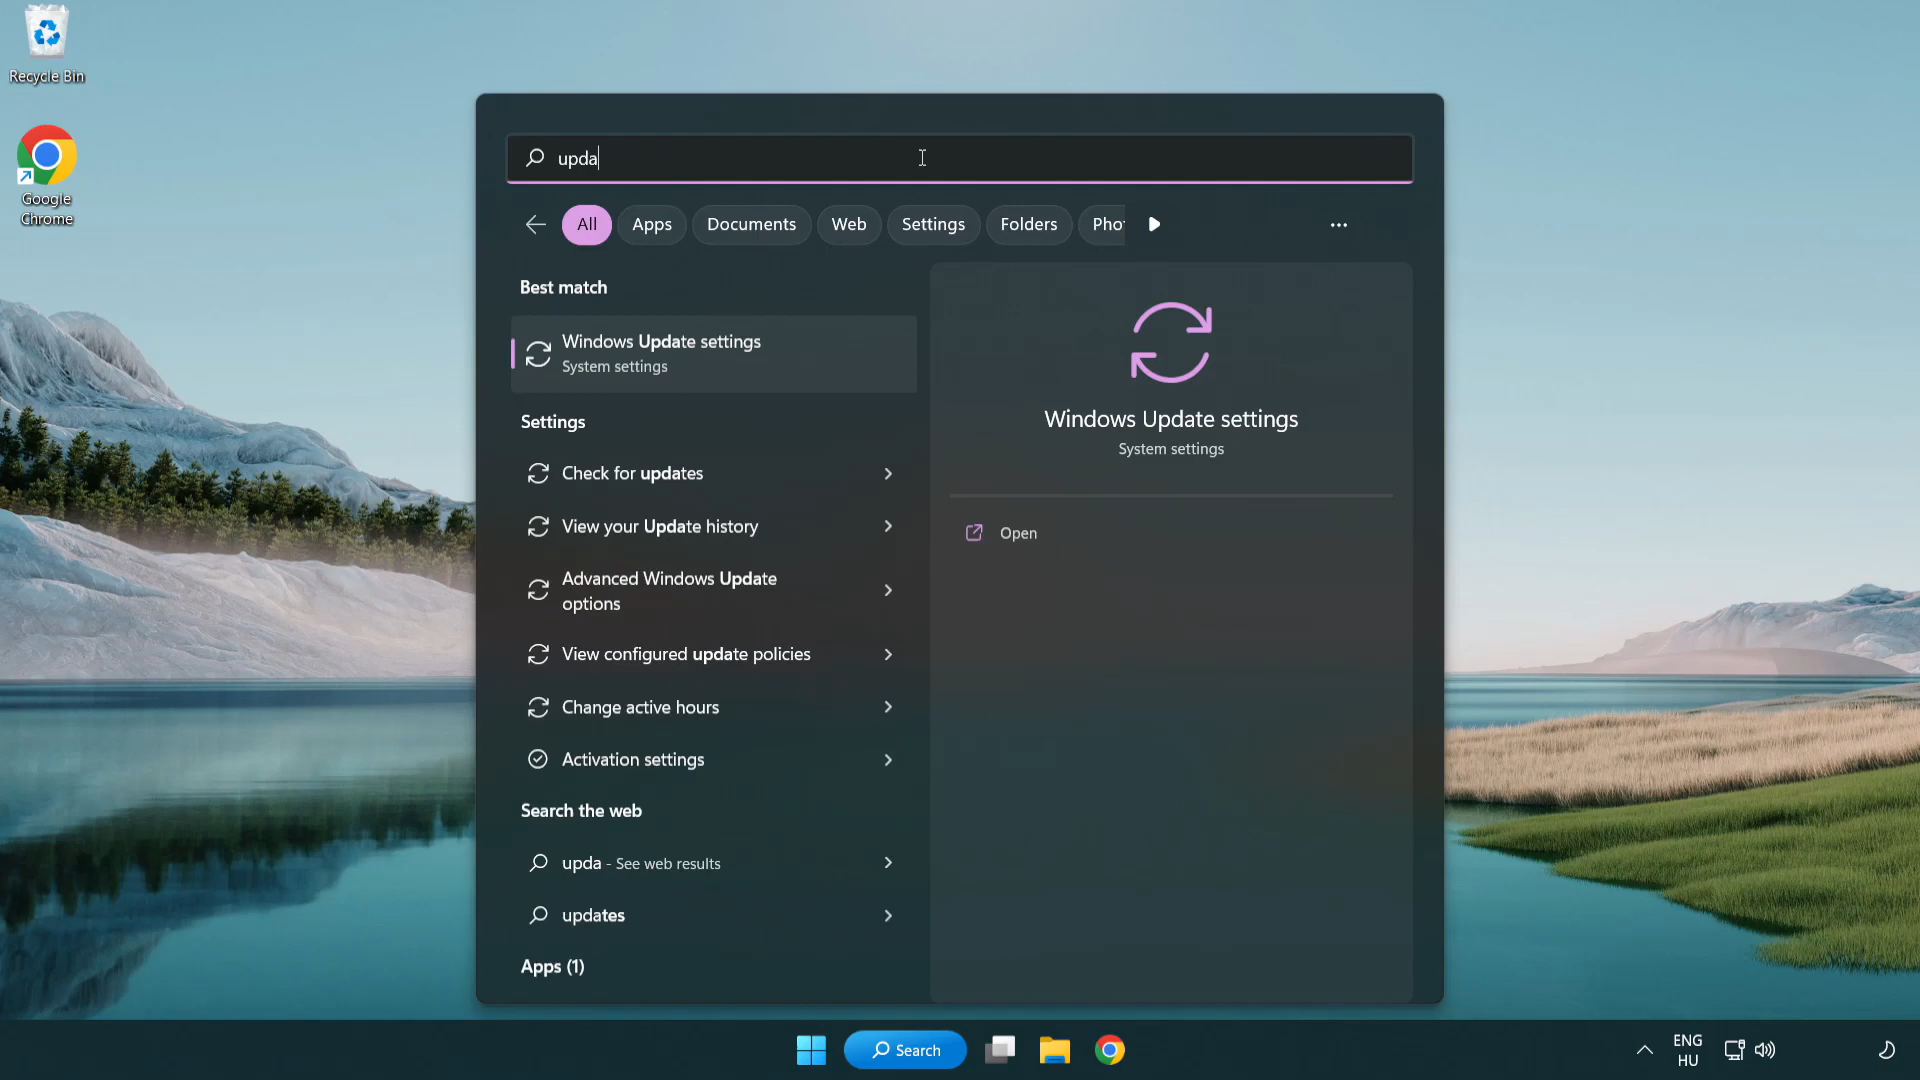 Recycle Bin
Google
Chrome
upda
All
Apps
Documents
Web
Settings
Folders
Pho
Best match
Windows Update settings
System settings
Settings
Check for updates
View your Update history
Advanced Windows Update
options
View configured update policies
Change active hours
Activation settings
Search the web
upda - See web results
updates
Apps (1)
Windows Update settings
System settings
Open
Search
ENG
HU